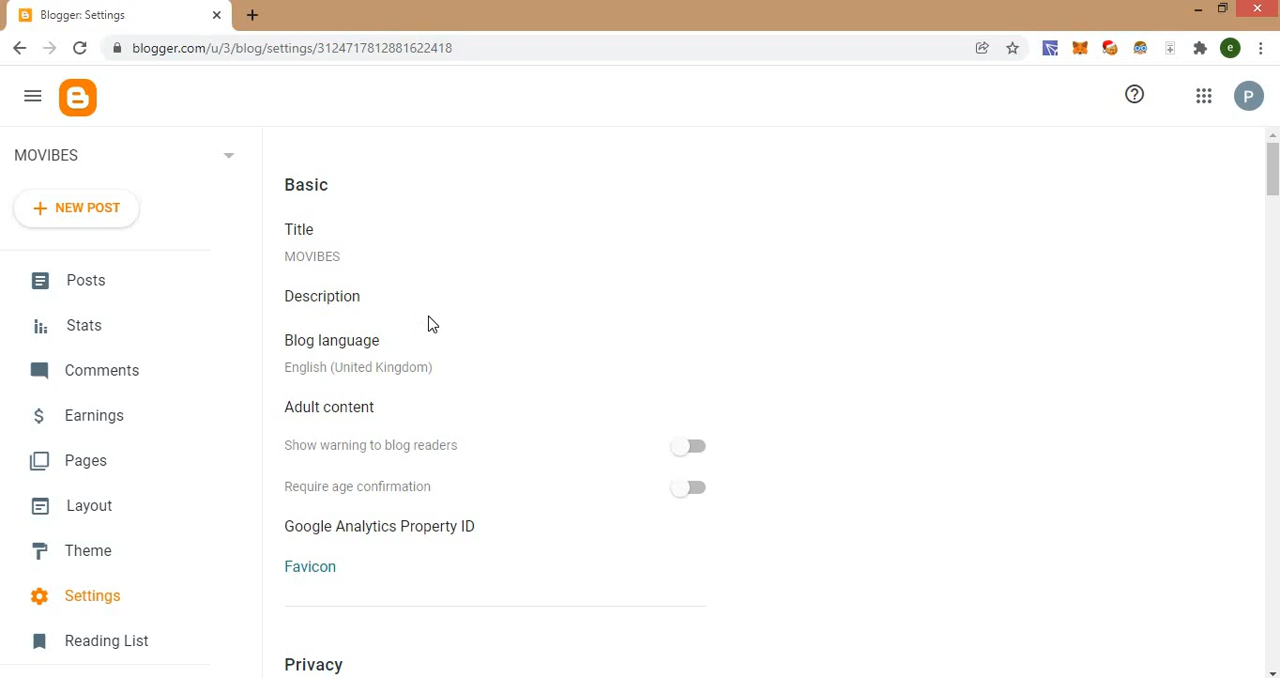 Blogger: Settings
blogger.com/u/3/blog/settings/3124717812881622418
e
P
MOVIBES
NEW POST
Posts
Stats
Comments
Earnings
Pages
Layout
Theme
Settings
Reading List
Basic
Title
MOVIBES
Description
Blog language
English (United Kingdom)
Adult content
Show warning to blog readers
Require age confirmation
Google Analytics Property ID
Favicon
Privacy